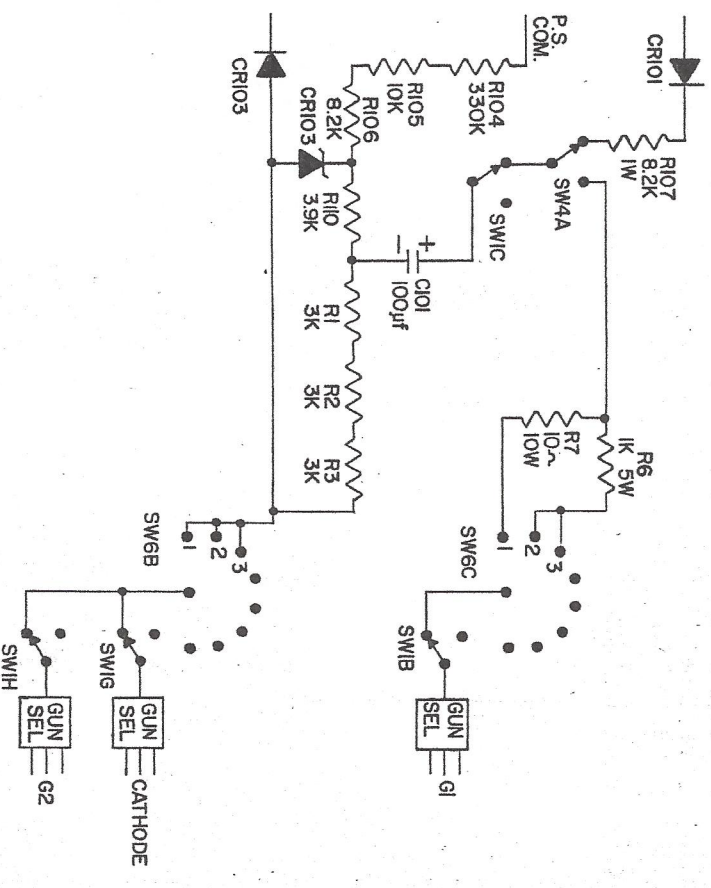 CR101
R107
8.2K
1W
SW4A
SW1C
R6
1K 5W
R7
10Ω
10W
3
2
1
SW6C
SW1B
GUN
SEL
G1
P.S.
COM.
R104
330K
R105
10K
R106
8.2K
CR103
R110
3.9K
+
−
C101
100μf
R1
3K
R2
3K
R3
3K
CR103
3
2
1
SW6B
SW1G
GUN
SEL
CATHODE
SW1H
GUN
SEL
G2